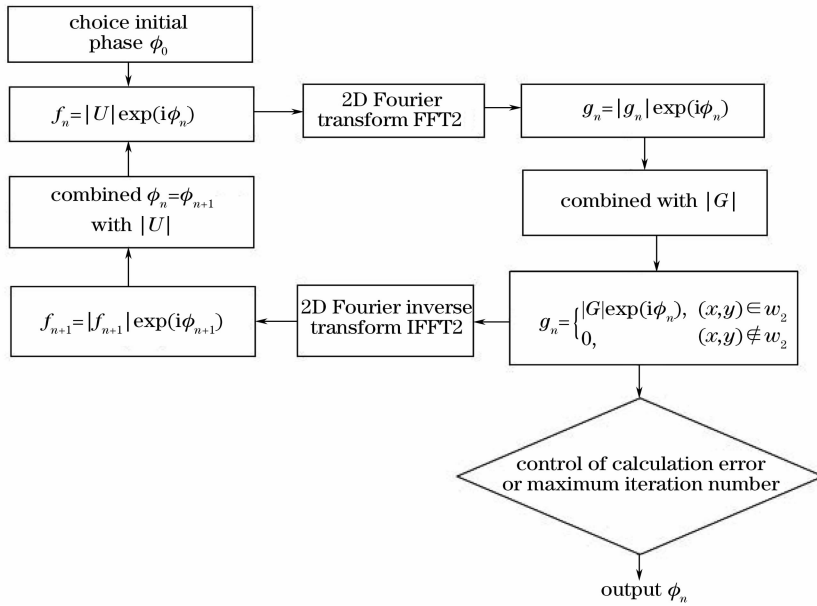 choice initial
phase ϕ₀
fₙ=|U|exp(iϕₙ)
2D Fourier
transform FFT2
gₙ=|gₙ|exp(iϕₙ)
combined ϕₙ=ϕₙ₊₁
with |U|
combined with |G|
fₙ₊₁=|fₙ₊₁|exp(iϕₙ₊₁)
2D Fourier inverse
transform IFFT2
gₙ={|G|exp(iϕₙ), (x,y)∈w₂
0, (x,y)∉w₂
control of calculation error
or maximum iteration number
output ϕₙ